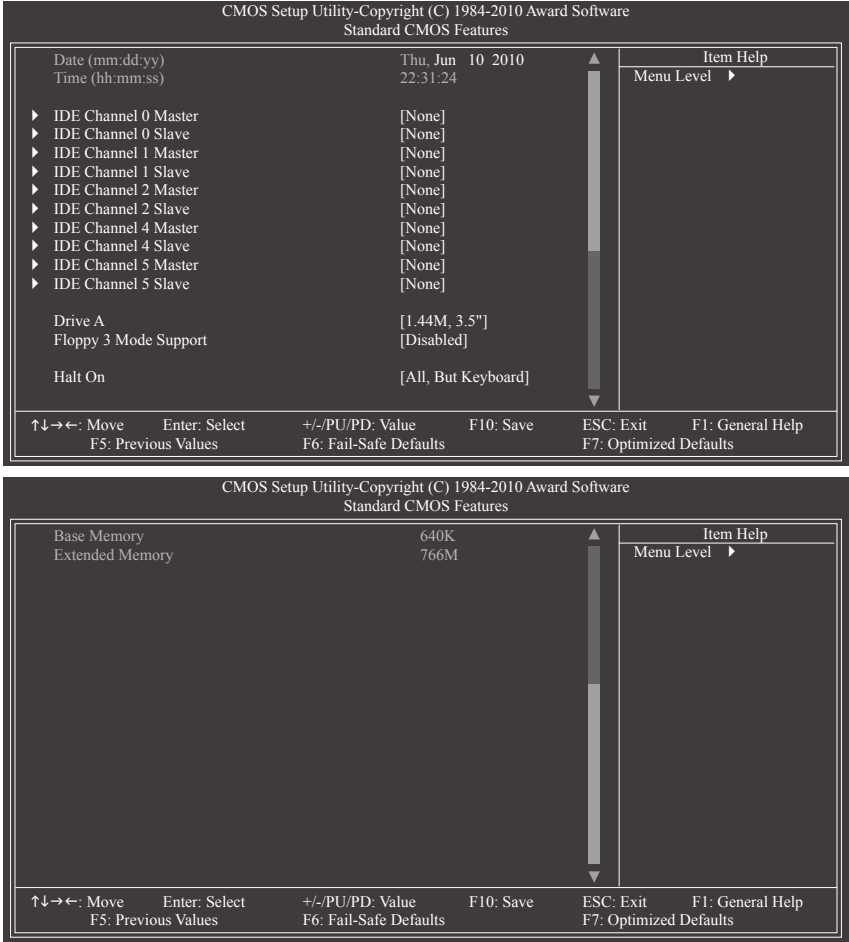 CMOS Setup Utility-Copyright (C) 1984-2010 Award Software
Standard CMOS Features
Date (mm:dd:yy) Thu, Jun 10 2010
Time (hh:mm:ss) 22:31:24
IDE Channel 0 Master [None]
IDE Channel 0 Slave [None]
IDE Channel 1 Master [None]
IDE Channel 1 Slave [None]
IDE Channel 2 Master [None]
IDE Channel 2 Slave [None]
IDE Channel 4 Master [None]
IDE Channel 4 Slave [None]
IDE Channel 5 Master [None]
IDE Channel 5 Slave [None]
Drive A [1.44M, 3.5"]
Floppy 3 Mode Support [Disabled]
Halt On [All, But Keyboard]
Item Help
Menu Level
↑↓→←: Move Enter: Select +/-/PU/PD: Value F10: Save ESC: Exit F1: General Help
F5: Previous Values F6: Fail-Safe Defaults F7: Optimized Defaults
CMOS Setup Utility-Copyright (C) 1984-2010 Award Software
Standard CMOS Features
Base Memory 640K
Extended Memory 766M
Item Help
Menu Level
↑↓→←: Move Enter: Select +/-/PU/PD: Value F10: Save ESC: Exit F1: General Help
F5: Previous Values F6: Fail-Safe Defaults F7: Optimized Defaults